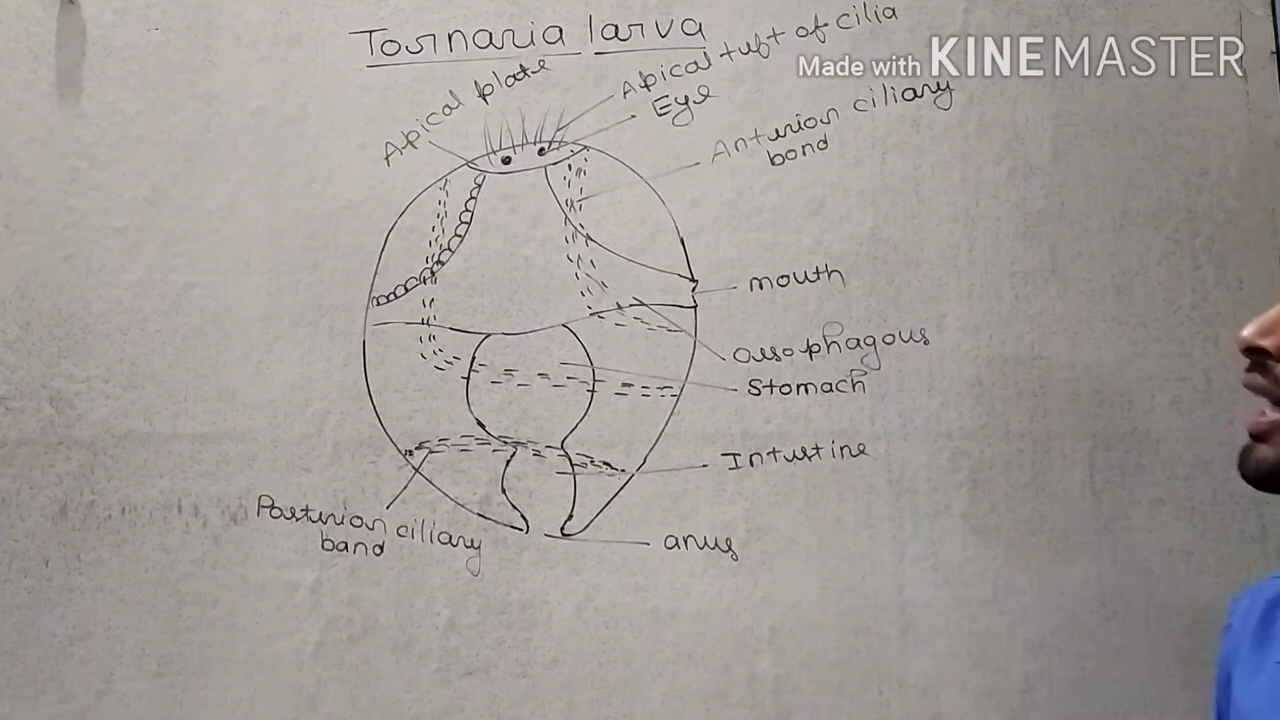 Tornaria larva
Made with KINEMASTER
Apical plate
Apical tuft of cilia
Eye
Anterior ciliary
bond
mouth
Oesophagous
Stomach
Intestine
Posterior ciliary
band
anus